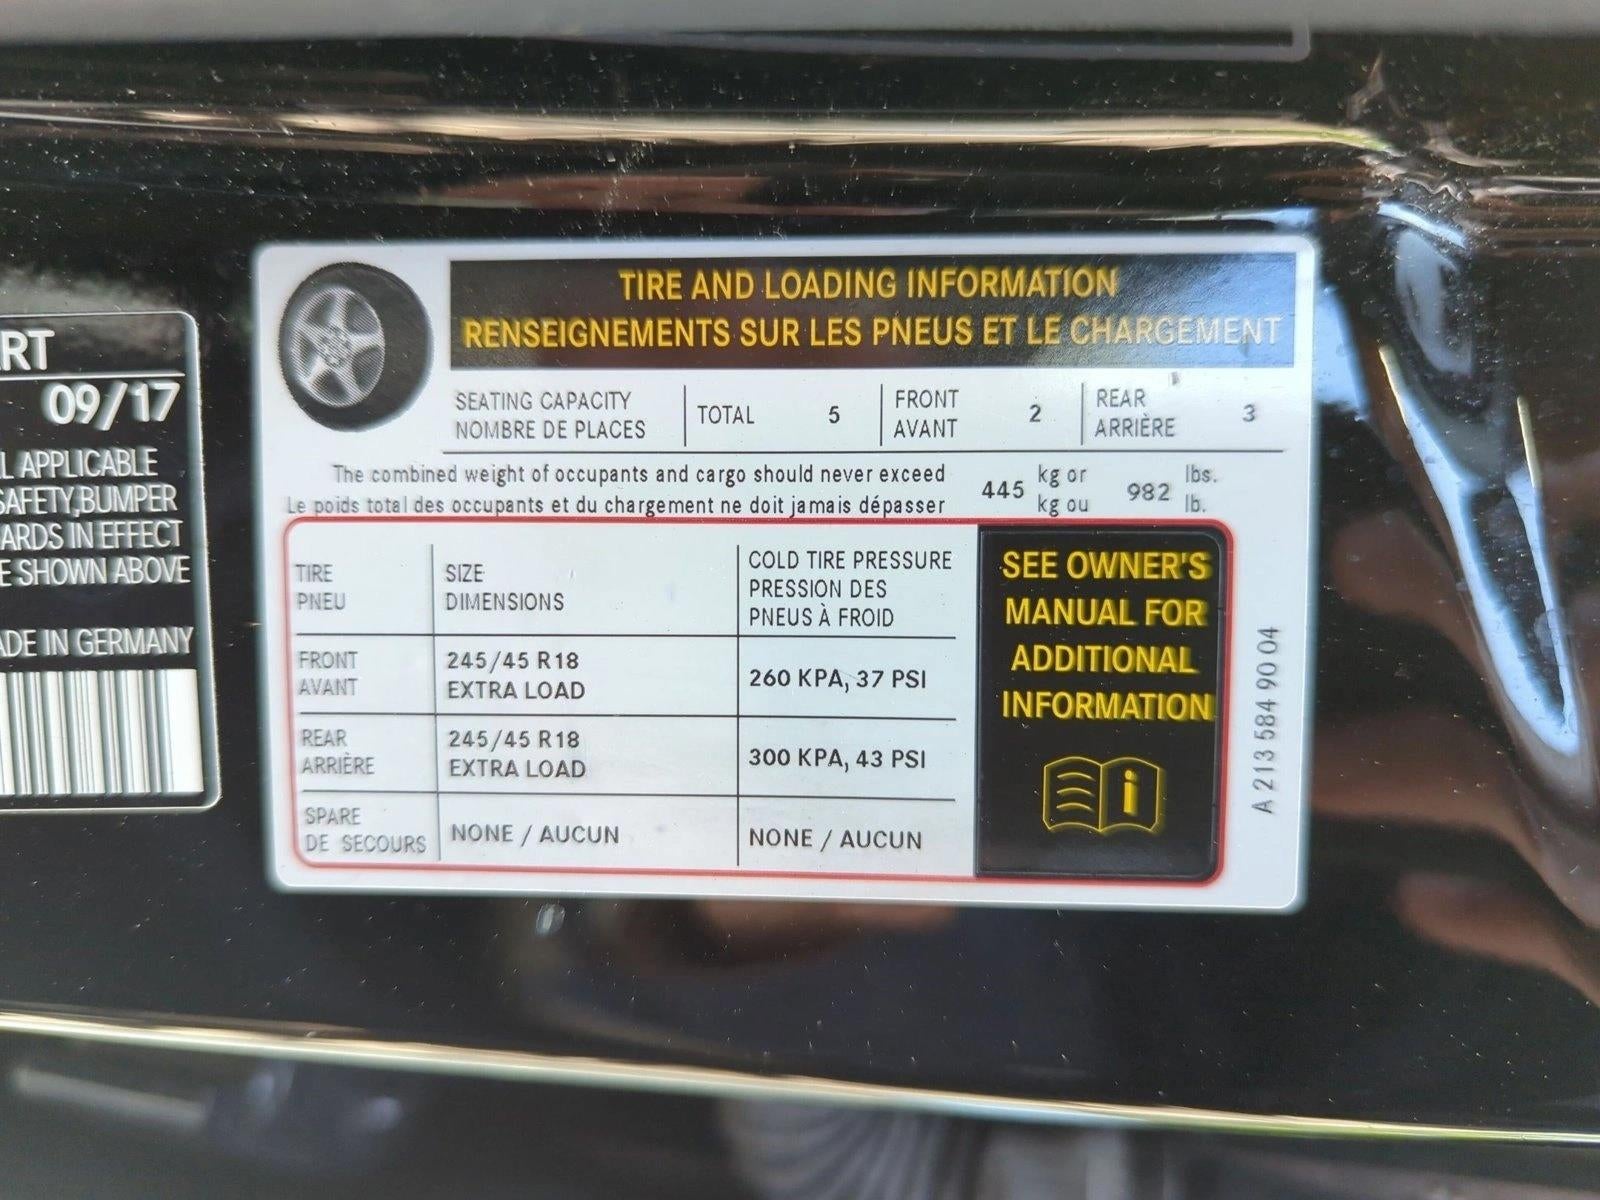 RT
09/17
L APPLICABLE
SAFETY,BUMPER
ARDS IN EFFECT
E SHOWN ABOVE
ADE IN GERMANY
TIRE AND LOADING INFORMATION
RENSEIGNEMENTS SUR LES PNEUS ET LE CHARGEMENT
SEATING CAPACITY
NOMBRE DE PLACES
TOTAL 5
FRONT
AVANT 2
REAR
ARRIÈRE 3
The combined weight of occupants and cargo should never exceed 445 kg or 982 lbs.
Le poids total des occupants et du chargement ne doit jamais dépasser kg ou lb.
TIRE
PNEU
SIZE
DIMENSIONS
COLD TIRE PRESSURE
PRESSION DES
PNEUS À FROID
FRONT
AVANT
245/45 R18
EXTRA LOAD
260 KPA, 37 PSI
REAR
ARRIÈRE
245/45 R18
EXTRA LOAD
300 KPA, 43 PSI
SPARE
DE SECOURS
NONE / AUCUN
NONE / AUCUN
SEE OWNER'S
MANUAL FOR
ADDITIONAL
INFORMATION
i
A 213 584 90 04